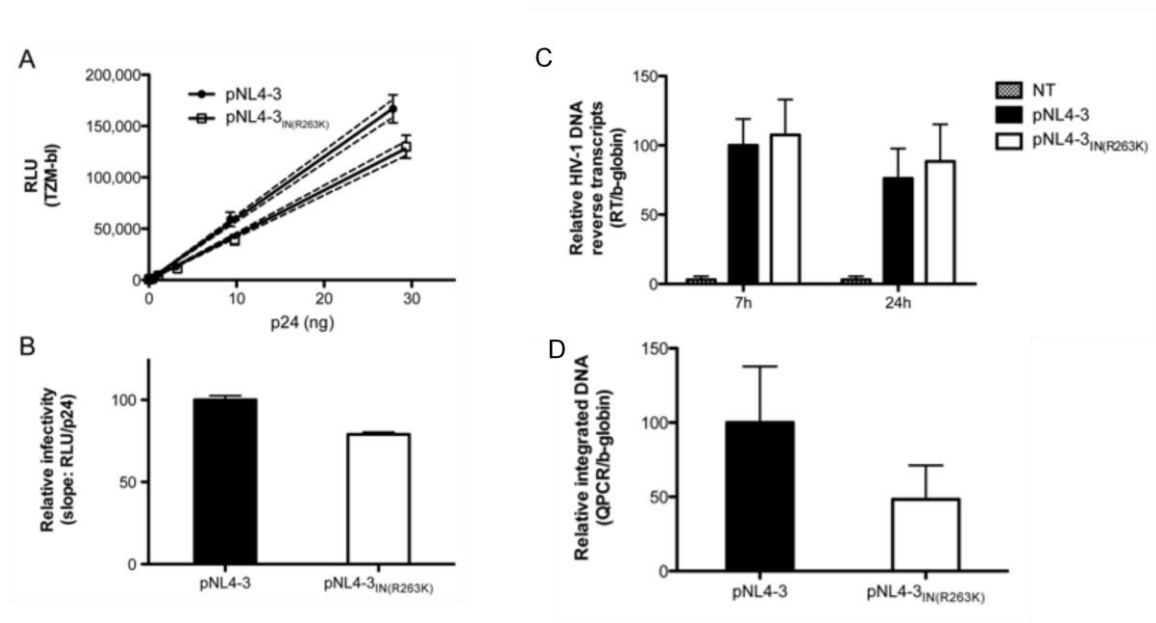 A
RLU
(TZM-bl)
200,000
150,000
100,000
50,000
0
pNL4-3
pNL4-3IN(R263K)
0 10 20 30
p24 (ng)
B
Relative infectivity
(slope: RLU/p24)
100
50
0
pNL4-3 pNL4-3IN(R263K)
C
Relative HIV-1 DNA
reverse transcripts
(RT/b-globin)
150
100
50
0
7h 24h
NT
pNL4-3
pNL4-3IN(R263K)
D
Relative integrated DNA
(QPCR/b-globin)
150
100
50
0
pNL4-3 pNL4-3IN(R263K)